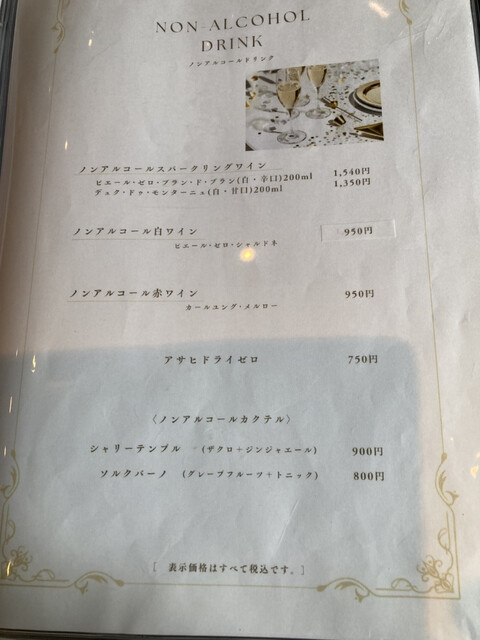 NON-ALCOHOL
DRINK
ノンアルコールドリンク
ノンアルコールスパークリングワイン
ピエール・ゼロ・ブラン・ド・ブラン(白・辛口)200ml 1,540円
デュク・ドゥ・モンターニュ(白・甘口)200ml 1,350円
ノンアルコール白ワイン 950円
ピエール・ゼロ・シャルドネ
ノンアルコール赤ワイン 950円
カールユング・メルロー
アサヒドライゼロ 750円
〈ノンアルコールカクテル〉
シャリーテンプル (ザクロ+ジンジャエール) 900円
ソルクバーノ (グレープフルーツ+トニック) 800円
[ 表示価格はすべて税込です。]